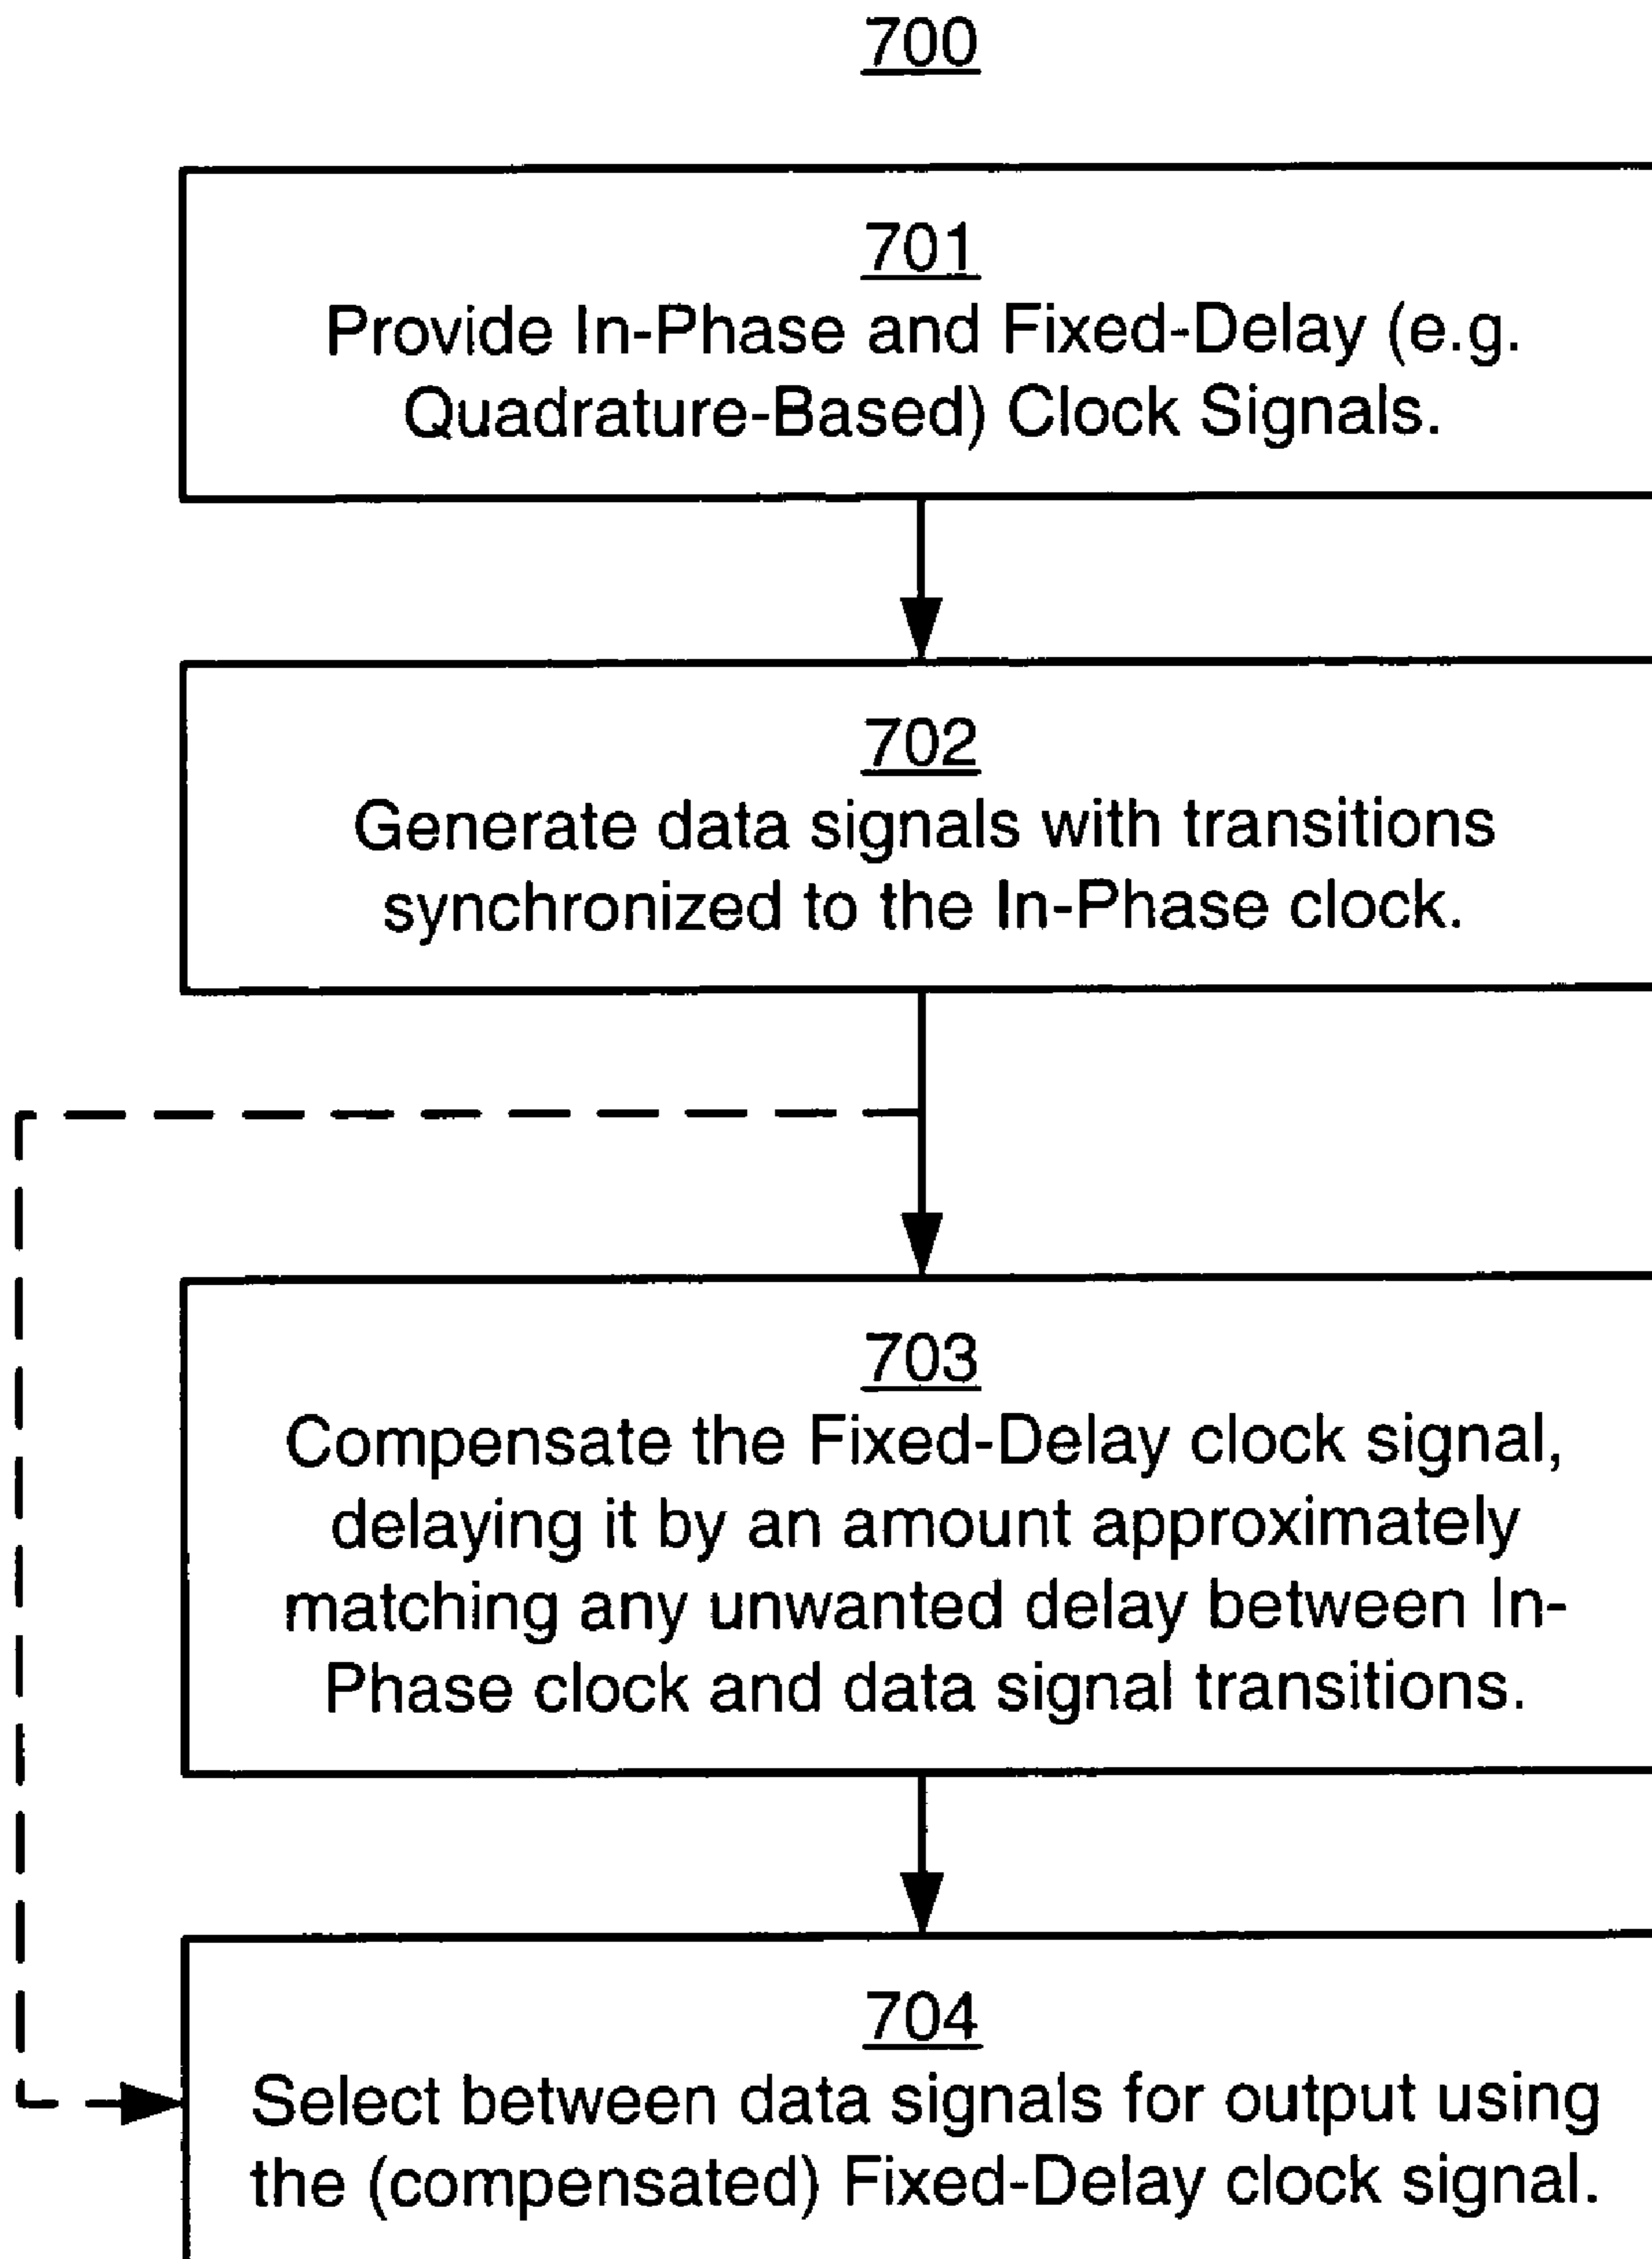 700
701
Provide In-Phase and Fixed-Delay (e.g.
Quadrature-Based) Clock Signals.
702
Generate data signals with transitions
synchronized to the In-Phase clock.
703
Compensate the Fixed-Delay clock signal,
delaying it by an amount approximately
matching any unwanted delay between In-
Phase clock and data signal transitions.
704
Select between data signals for output using
the (compensated) Fixed-Delay clock signal.